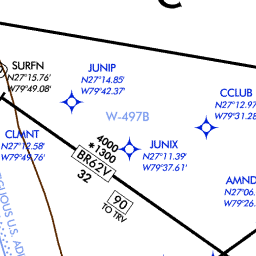 SURFN
N27°15.76'
W79°49.08'
JUNIP
N27°14.85'
W79°42.37'
W-497B
CCLUB
N27°12.97
W79°31.28
CLMNT
N27°12.58'
W79°49.76'
4000
*1300
BR62V
32
JUNIX
N27°11.39'
W79°37.61'
90
TO TRV
AMND
N27°06.
W79°26.